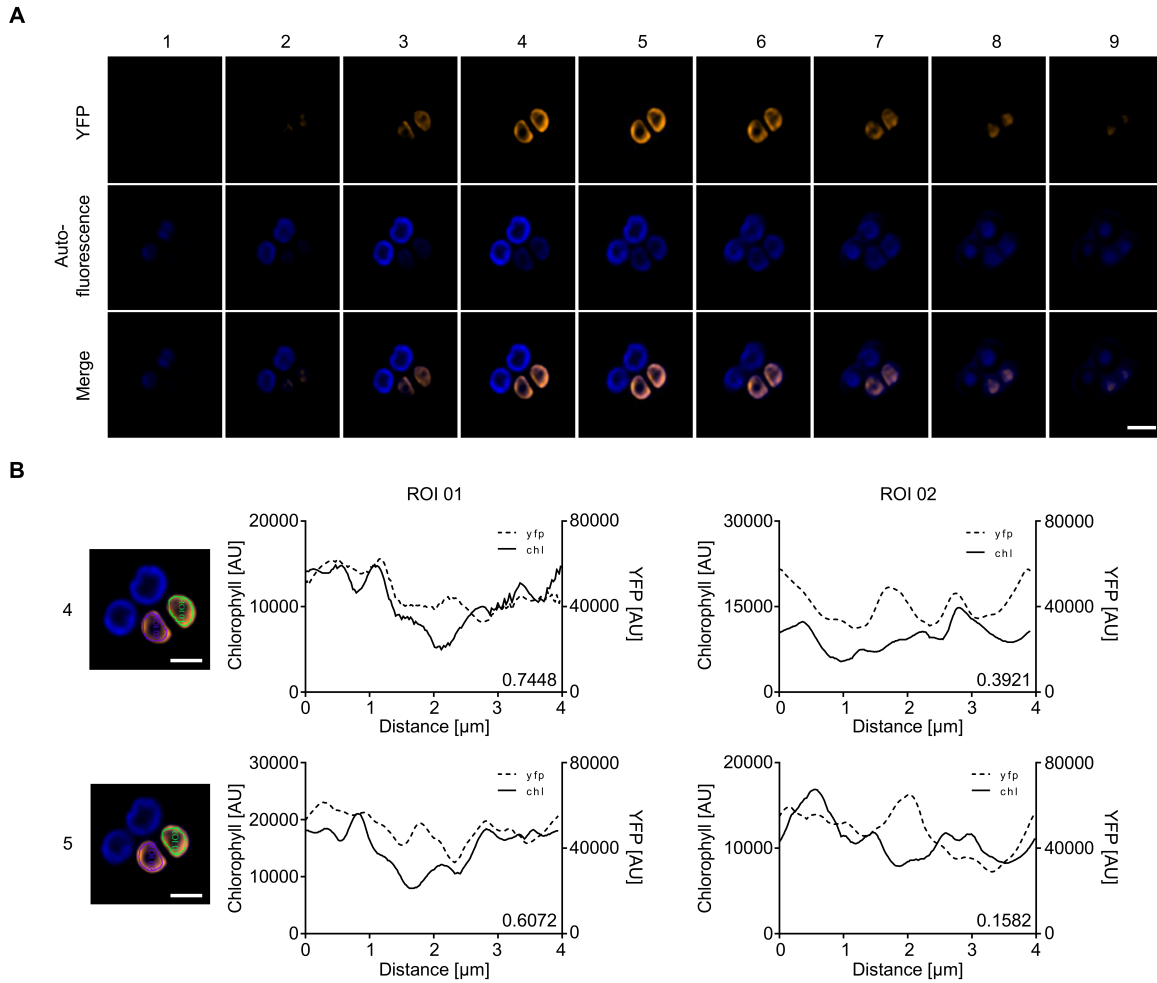 A
1 2 3 4 5 6 7 8 9
YFP
Auto-
fluorescence
Merge
B
ROI 01
ROI 02
4
Chlorophyll [AU]
20000
10000
0
yfp
chl
0.7448
80000
40000
0
YFP [AU]
0 1 2 3 4
Distance [µm]
Chlorophyll [AU]
30000
15000
0
yfp
chl
0.3921
80000
40000
0
YFP [AU]
0 1 2 3 4
Distance [µm]
5
Chlorophyll [AU]
30000
20000
10000
0
yfp
chl
0.6072
80000
40000
0
YFP [AU]
0 1 2 3 4
Distance [µm]
Chlorophyll [AU]
20000
10000
0
yfp
chl
0.1582
80000
40000
0
YFP [AU]
0 1 2 3 4
Distance [µm]